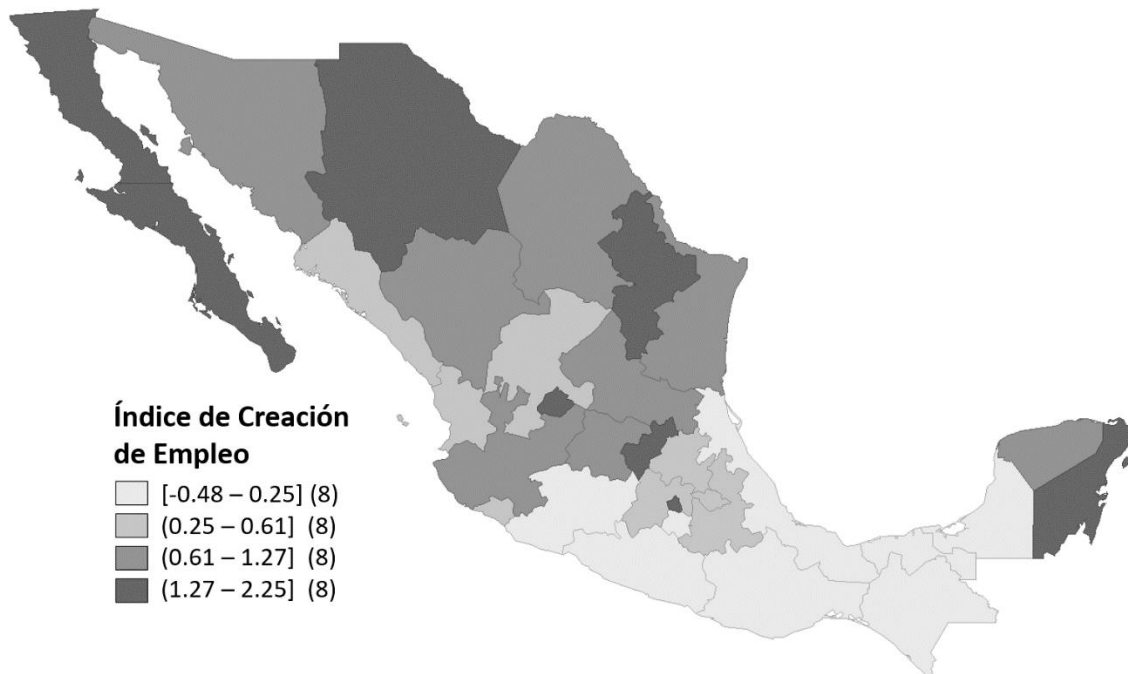 Índice de Creación
de Empleo
[-0.48 – 0.25] (8)
(0.25 – 0.61] (8)
(0.61 – 1.27] (8)
(1.27 – 2.25] (8)